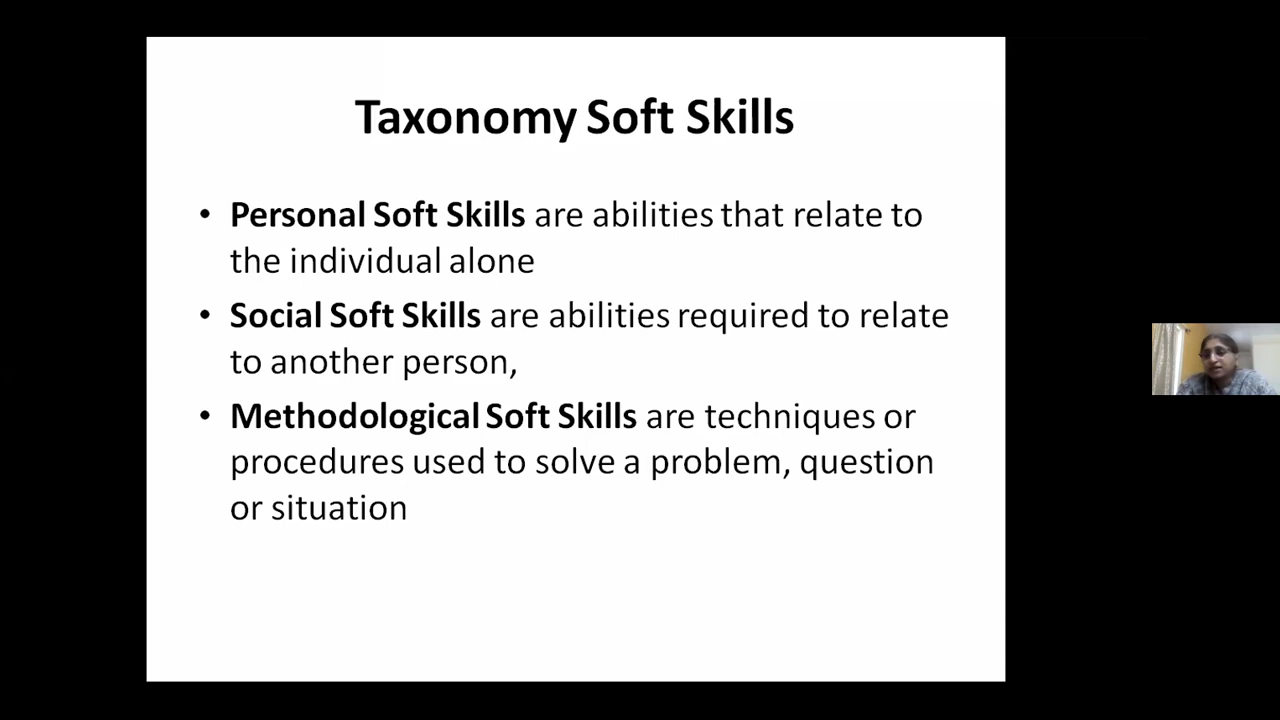 Taxonomy Soft Skills
• Personal Soft Skills are abilities that relate to
the individual alone
• Social Soft Skills are abilities required to relate
to another person,
• Methodological Soft Skills are techniques or
procedures used to solve a problem, question
or situation